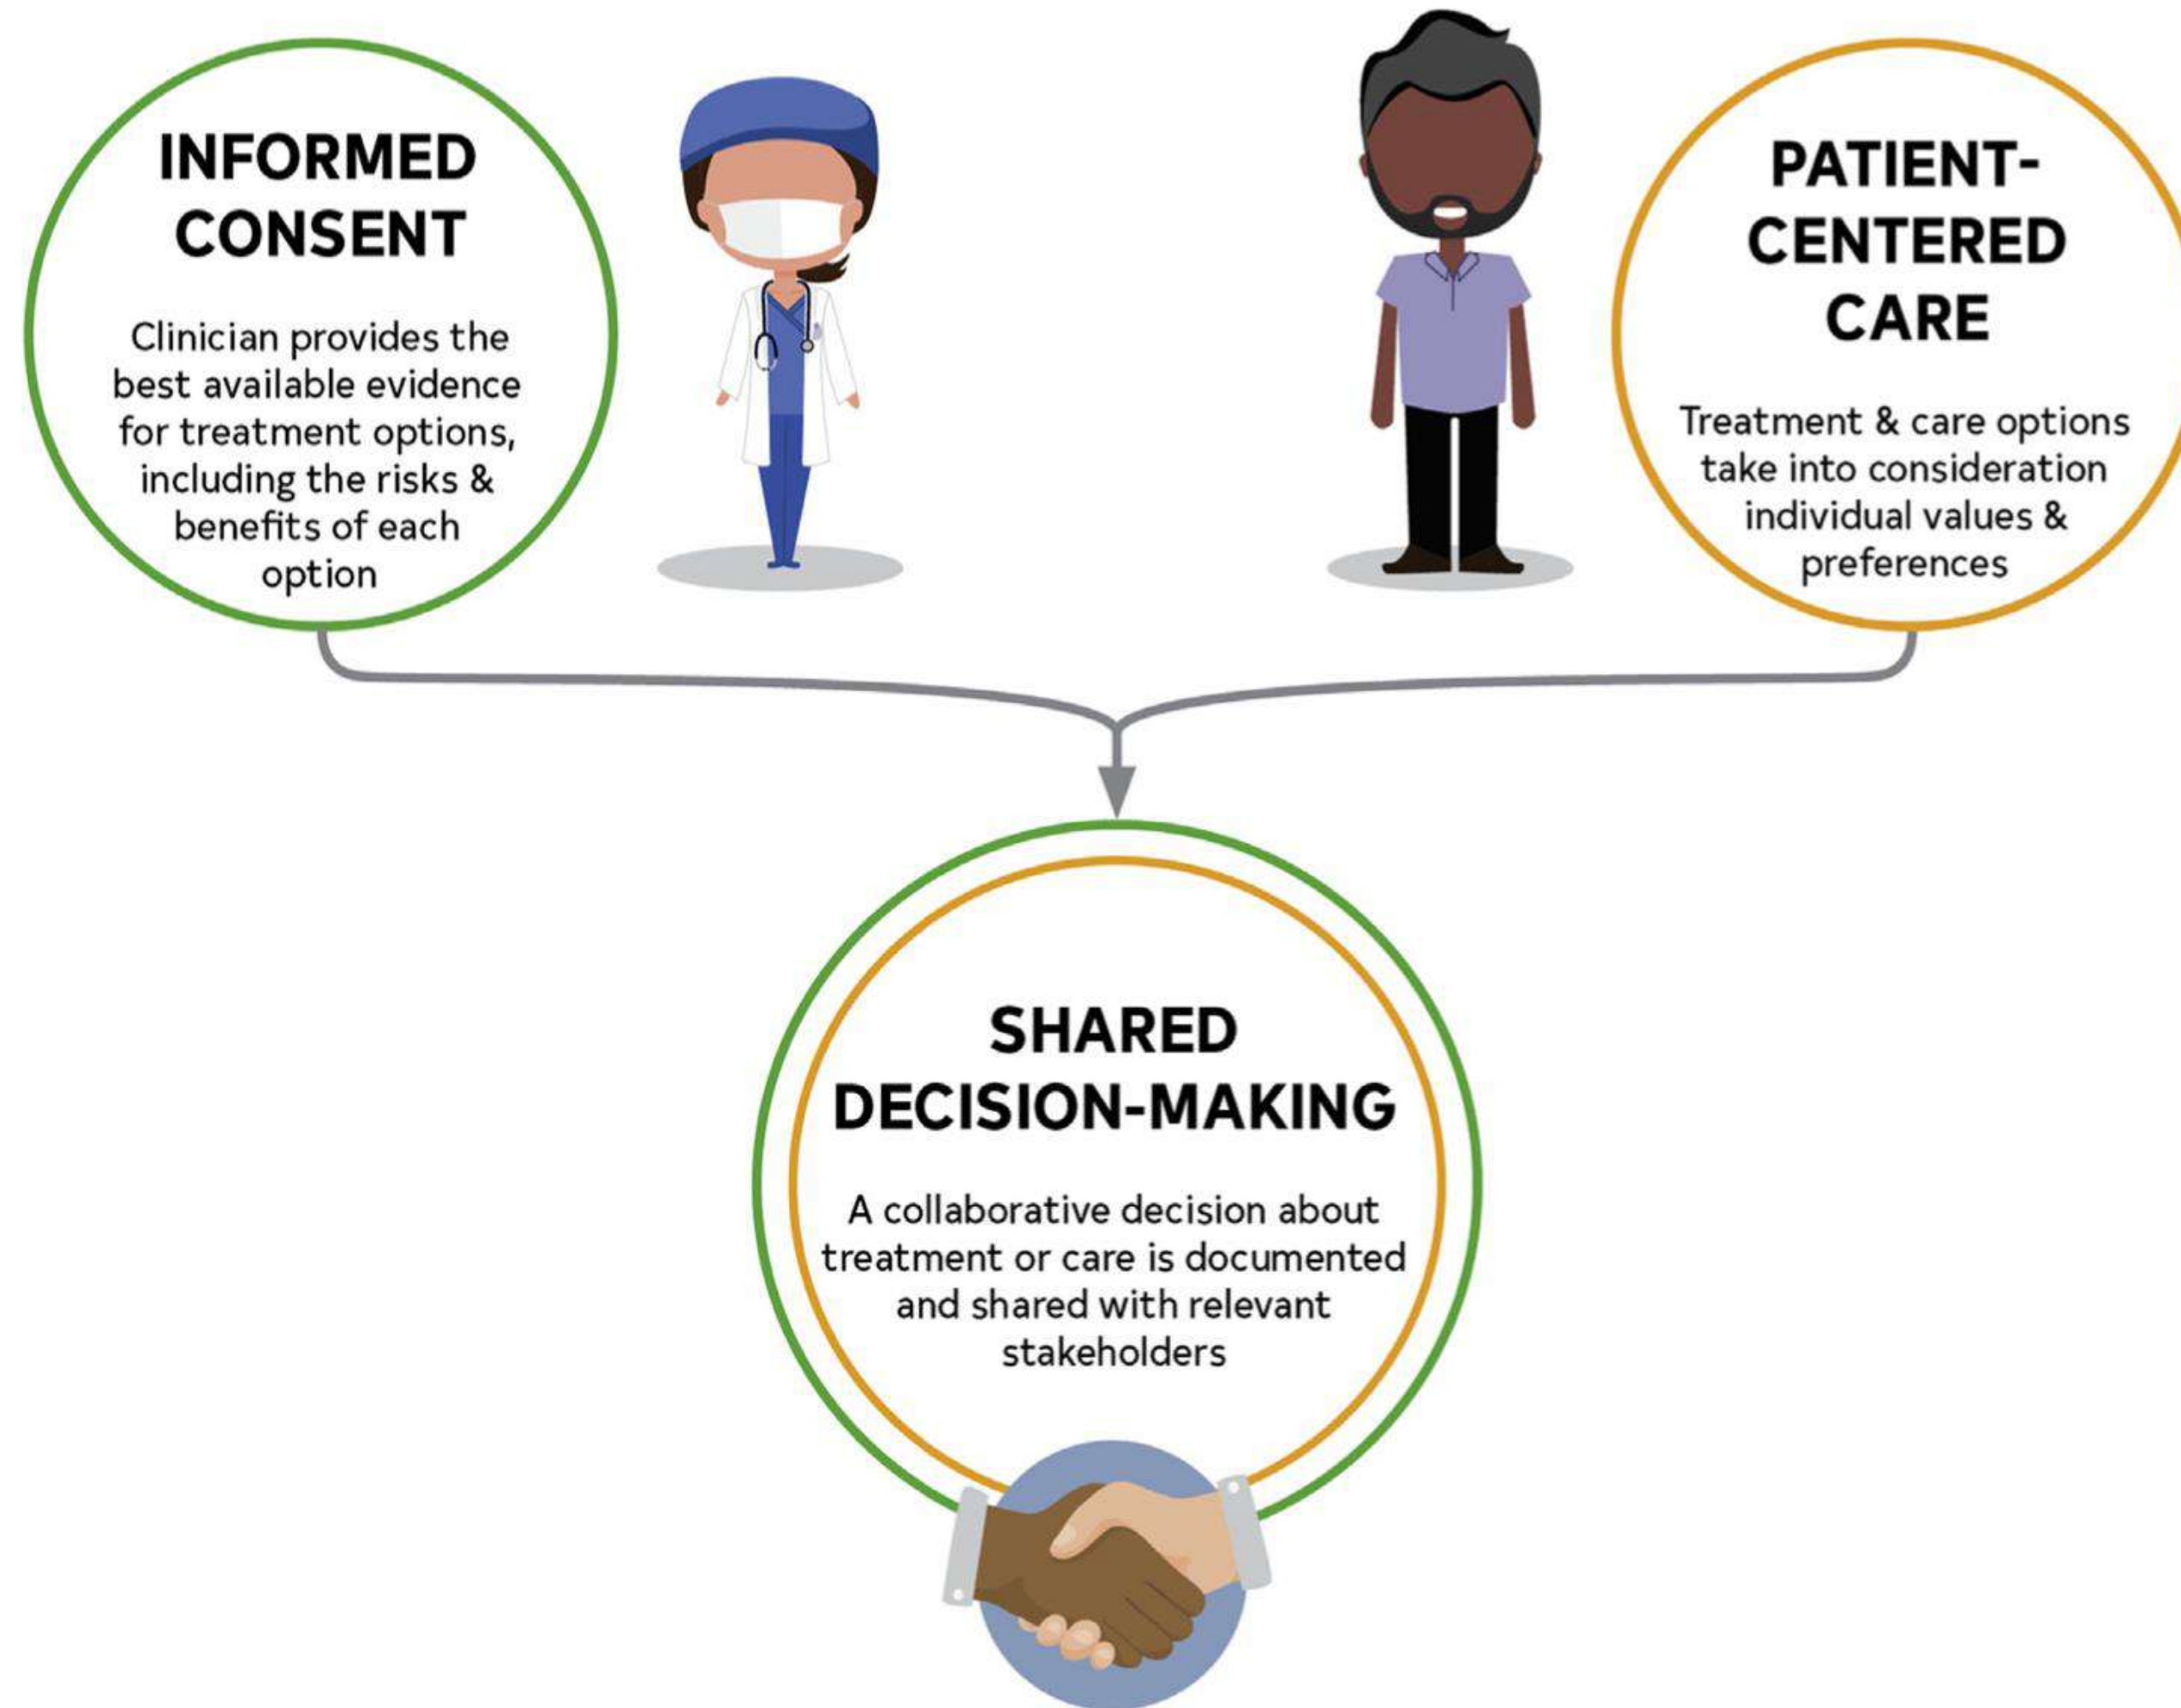 INFORMED
CONSENT
Clinician provides the
best available evidence
for treatment options,
including the risks &
benefits of each
option
PATIENT-
CENTERED
CARE
Treatment & care options
take into consideration
individual values &
preferences
SHARED
DECISION-MAKING
A collaborative decision about
treatment or care is documented
and shared with relevant
stakeholders